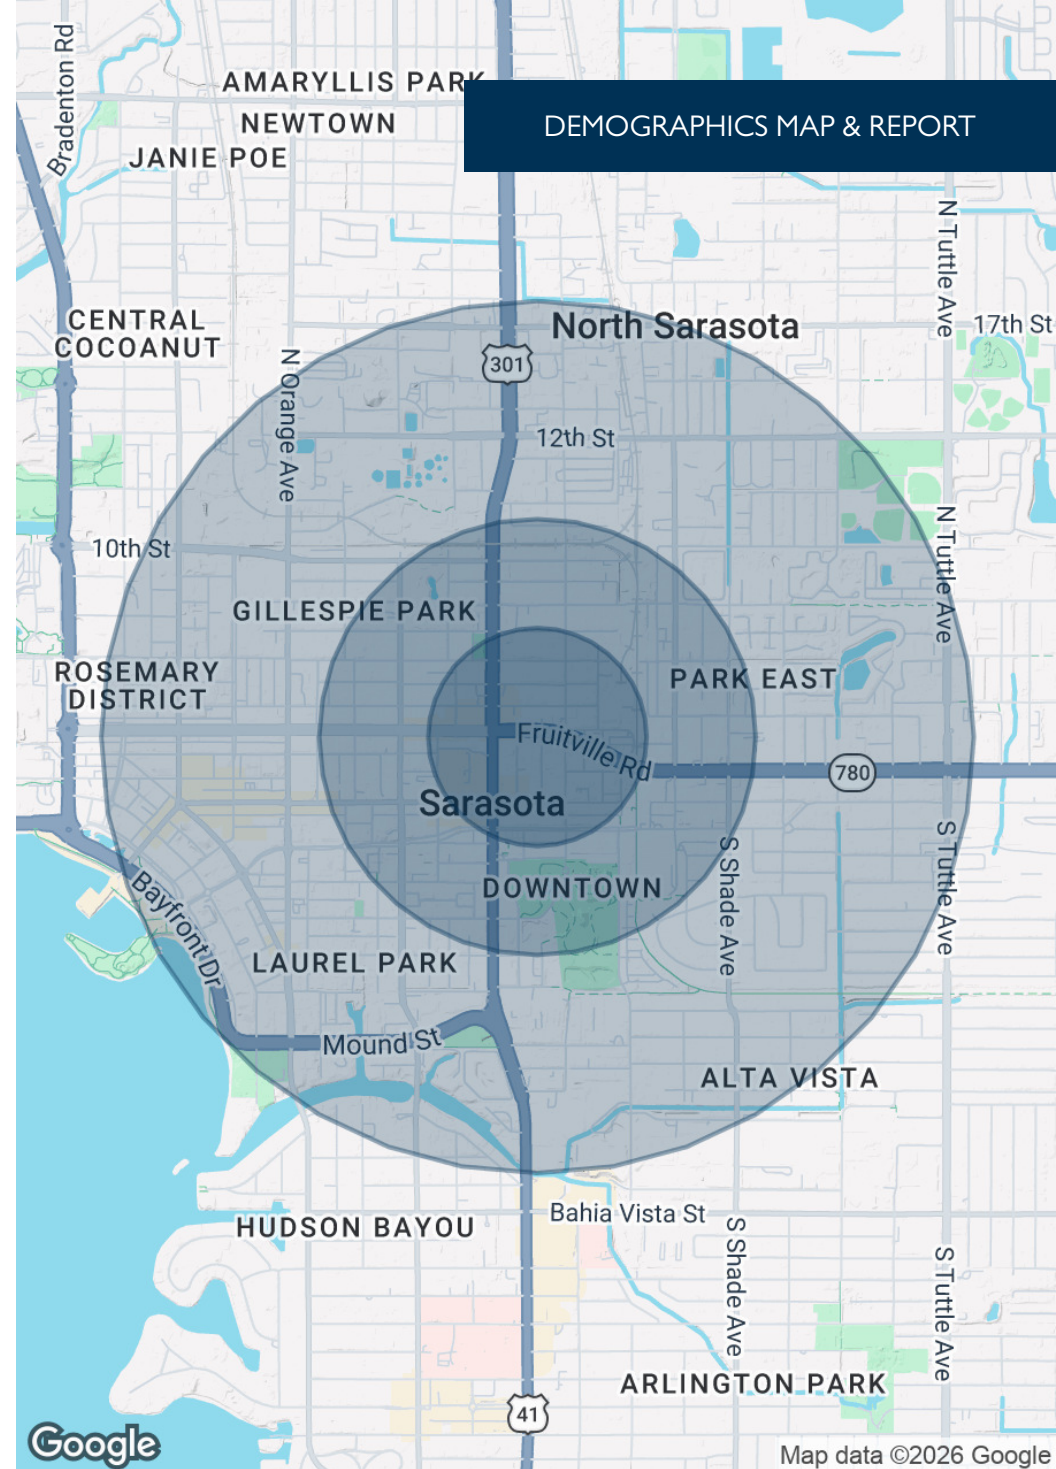 Bradenton Rd
AMARYLLIS PARK
NEWTOWN
JANIE POE
DEMOGRAPHICS MAP & REPORT
N Tuttle Ave
CENTRAL
COCOANUT
North Sarasota
17th St
301
N Orange Ave
12th St
10th St
N Tuttle Ave
GILLESPIE PARK
ROSEMARY
DISTRICT
PARK EAST
Fruitville Rd
780
Sarasota
S Shade Ave
S Tuttle Ave
DOWNTOWN
Bayfront Dr
LAUREL PARK
Mound St
ALTA VISTA
HUDSON BAYOU
Bahia Vista St
S Shade Ave
S Tuttle Ave
ARLINGTON PARK
41
Google
Map data ©2026 Google